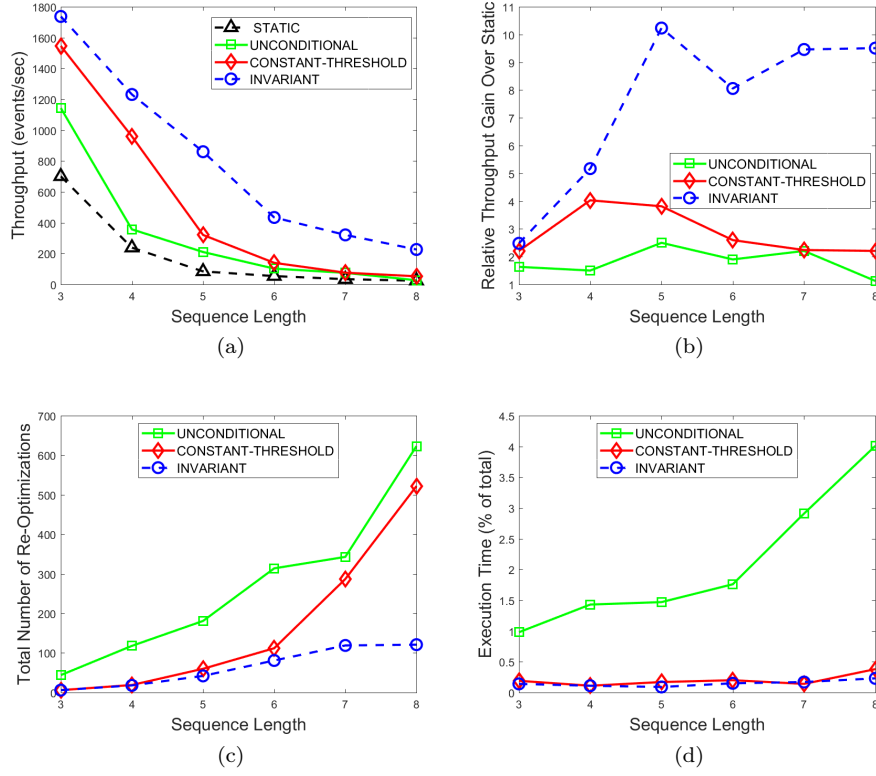 1800
1600
1400
1200
1000
800
600
400
200
0
Throughput (events/sec)
STATIC
UNCONDITIONAL
CONSTANT-THRESHOLD
INVARIANT
3 4 5 6 7 8
Sequence Length
(a)
11
10
9
8
7
6
5
4
3
2
1
Relative Throughput Gain Over Static
UNCONDITIONAL
CONSTANT-THRESHOLD
INVARIANT
3 4 5 6 7 8
Sequence Length
(b)
700
600
500
400
300
200
100
0
Total Number of Re-Optimizations
UNCONDITIONAL
CONSTANT-THRESHOLD
INVARIANT
3 4 5 6 7 8
Sequence Length
(c)
4.5
4
3.5
3
2.5
2
1.5
1
0.5
0
Execution Time (% of total)
UNCONDITIONAL
CONSTANT-THRESHOLD
INVARIANT
3 4 5 6 7 8
Sequence Length
(d)